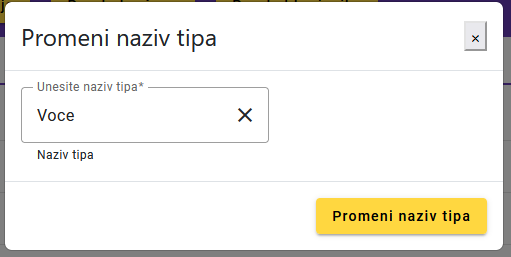 Promeni naziv tipa
×
Unesite naziv tipa*
Voce
Naziv tipa
Promeni naziv tipa